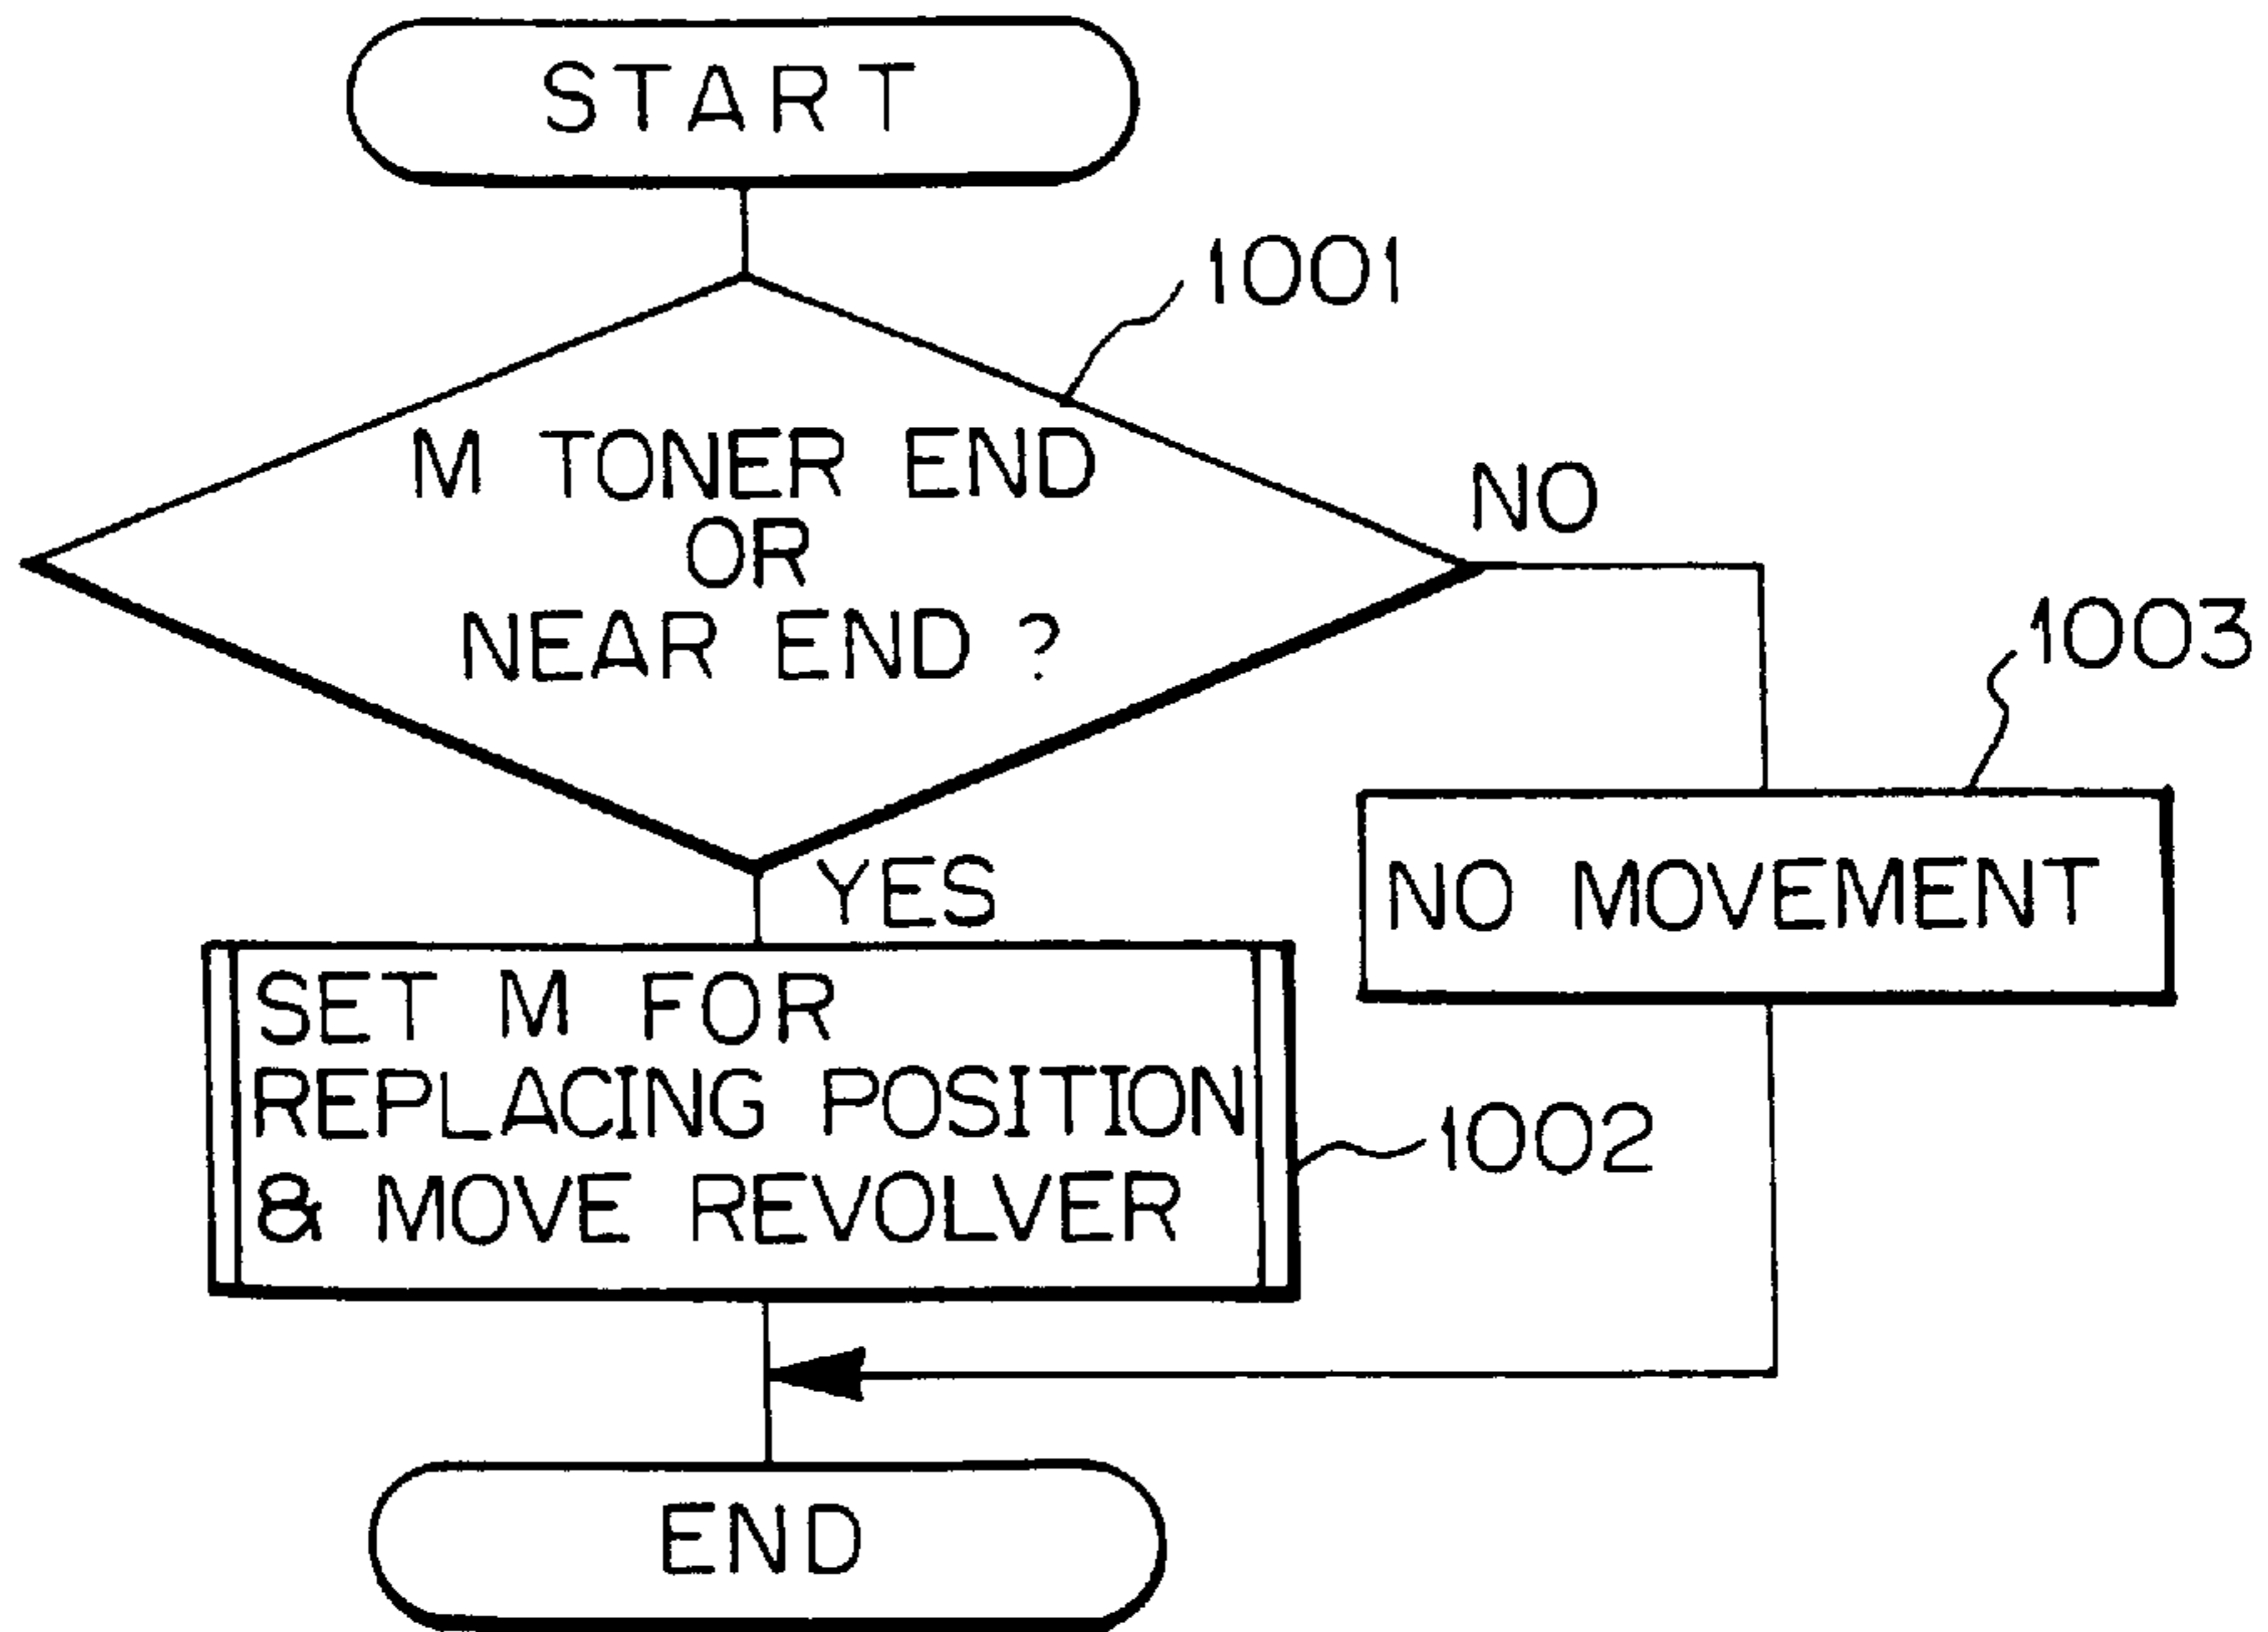 START
1001
M TONER END
OR
NEAR END ?
NO
1003
NO MOVEMENT
YES
SET M FOR
REPLACING POSITION
& MOVE REVOLVER
1002
END